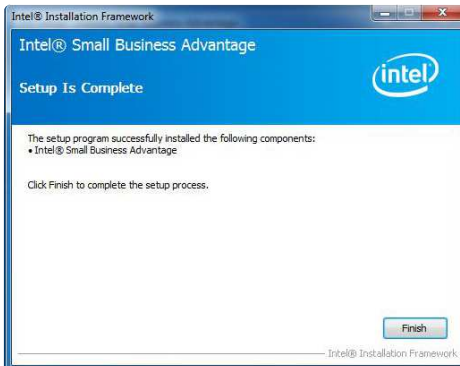 Intel® Installation Framework
Intel® Small Business Advantage
intel
Setup Is Complete
The setup program successfully installed the following components:
• Intel® Small Business Advantage
Click Finish to complete the setup process.
Finish
Intel® Installation Framework